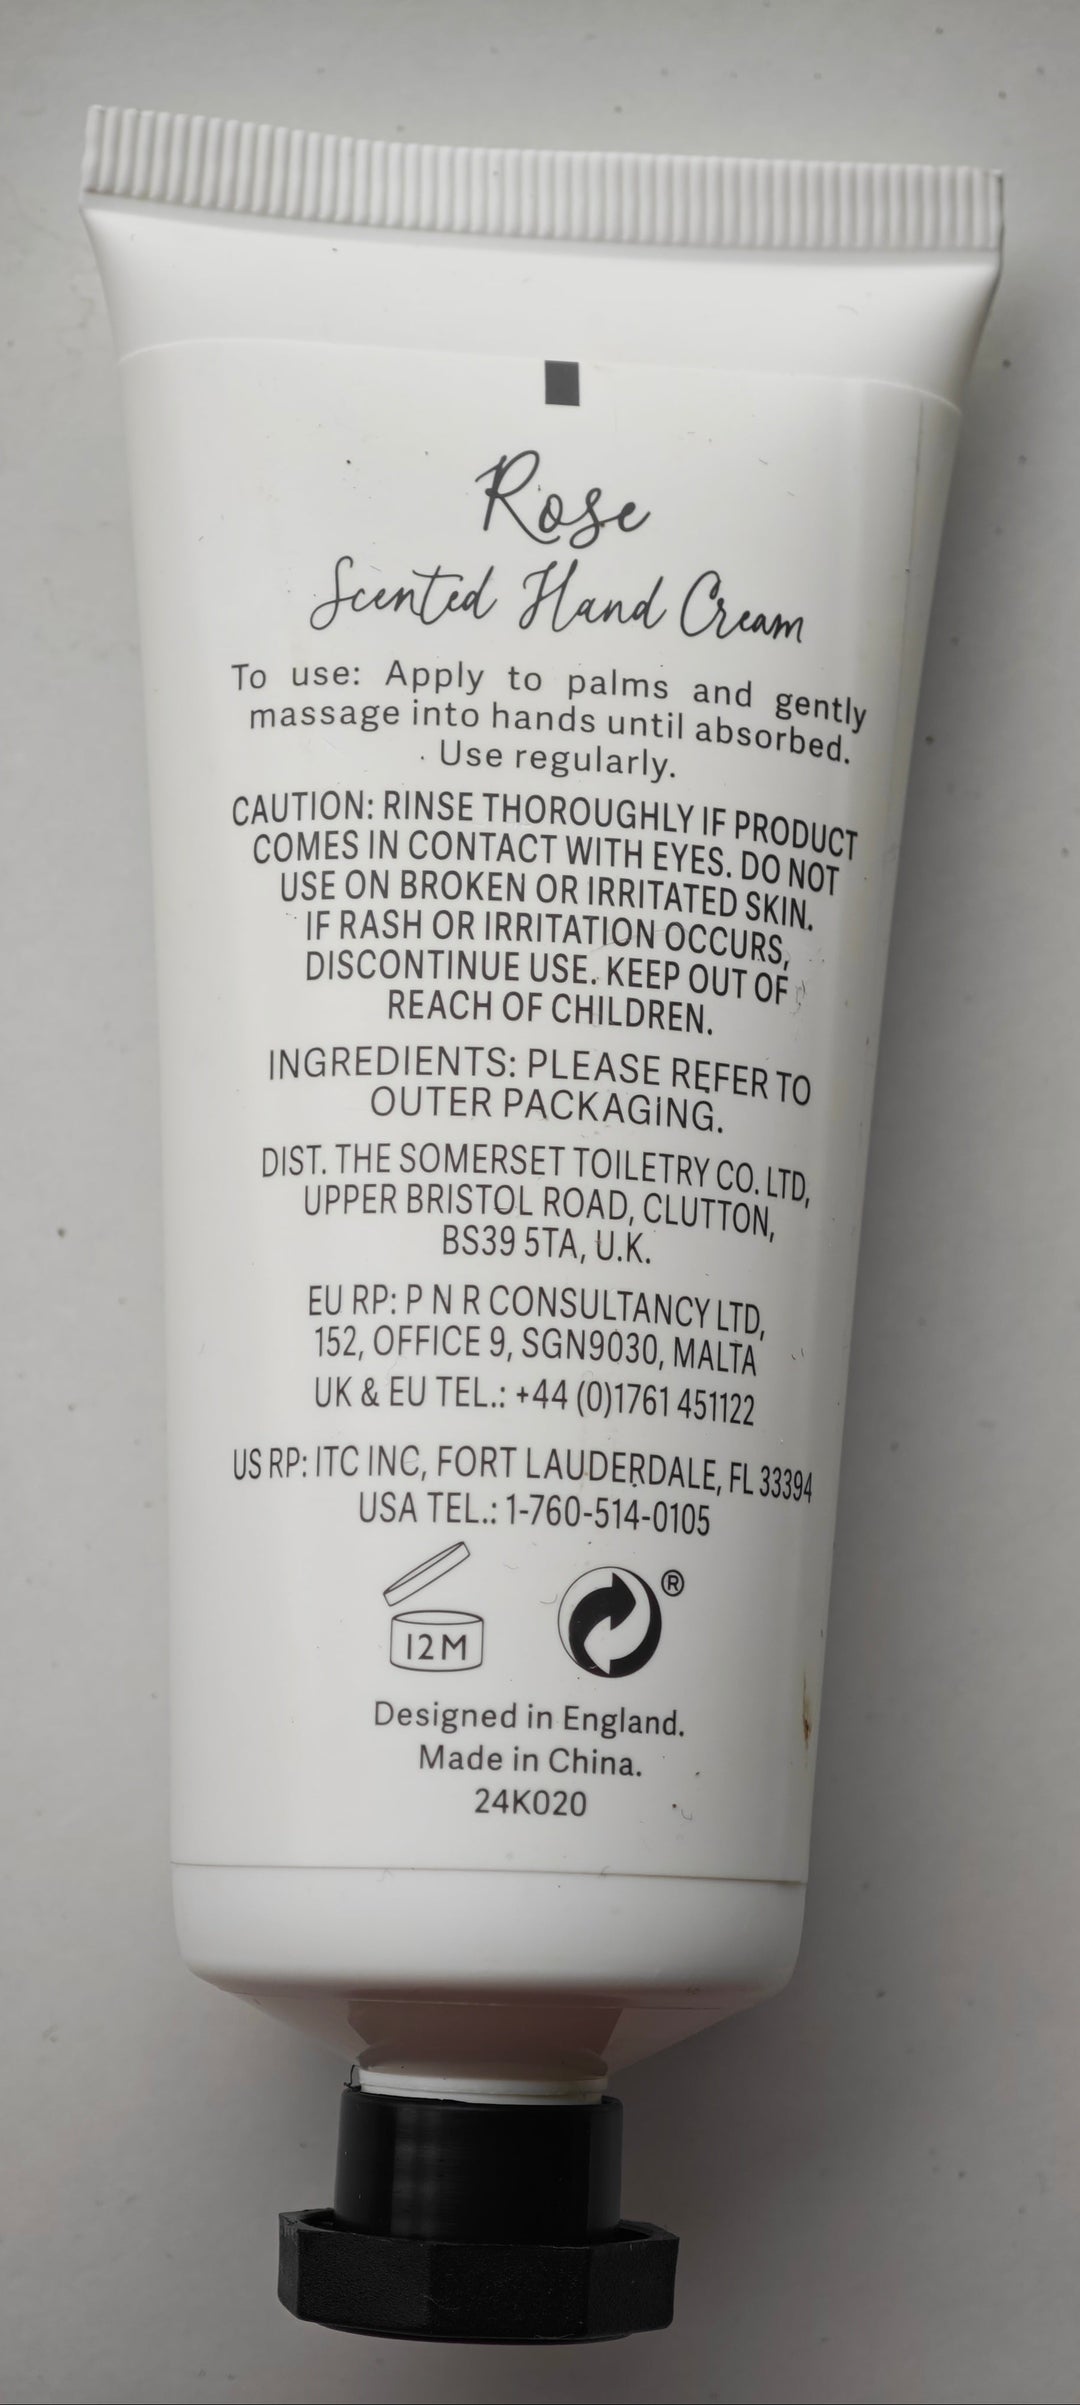 Rose
Scented Hand Cream
To use: Apply to palms and gently
massage into hands until absorbed.
Use regularly.
CAUTION: RINSE THOROUGHLY IF PRODUCT
COMES IN CONTACT WITH EYES. DO NOT
USE ON BROKEN OR IRRITATED SKIN.
IF RASH OR IRRITATION OCCURS,
DISCONTINUE USE. KEEP OUT OF
REACH OF CHILDREN.
INGREDIENTS: PLEASE REFER TO
OUTER PACKAGING.
DIST. THE SOMERSET TOILETRY CO. LTD,
UPPER BRISTOL ROAD, CLUTTON,
BS39 5TA, U.K.
EU RP: P N R CONSULTANCY LTD,
152, OFFICE 9, SGN9030, MALTA
UK & EU TEL.: +44 (0)1761 451122
US RP: ITC INC, FORT LAUDERDALE, FL 33394
USA TEL.: 1-760-514-0105
12M ®
Designed in England.
Made in China.
24K020